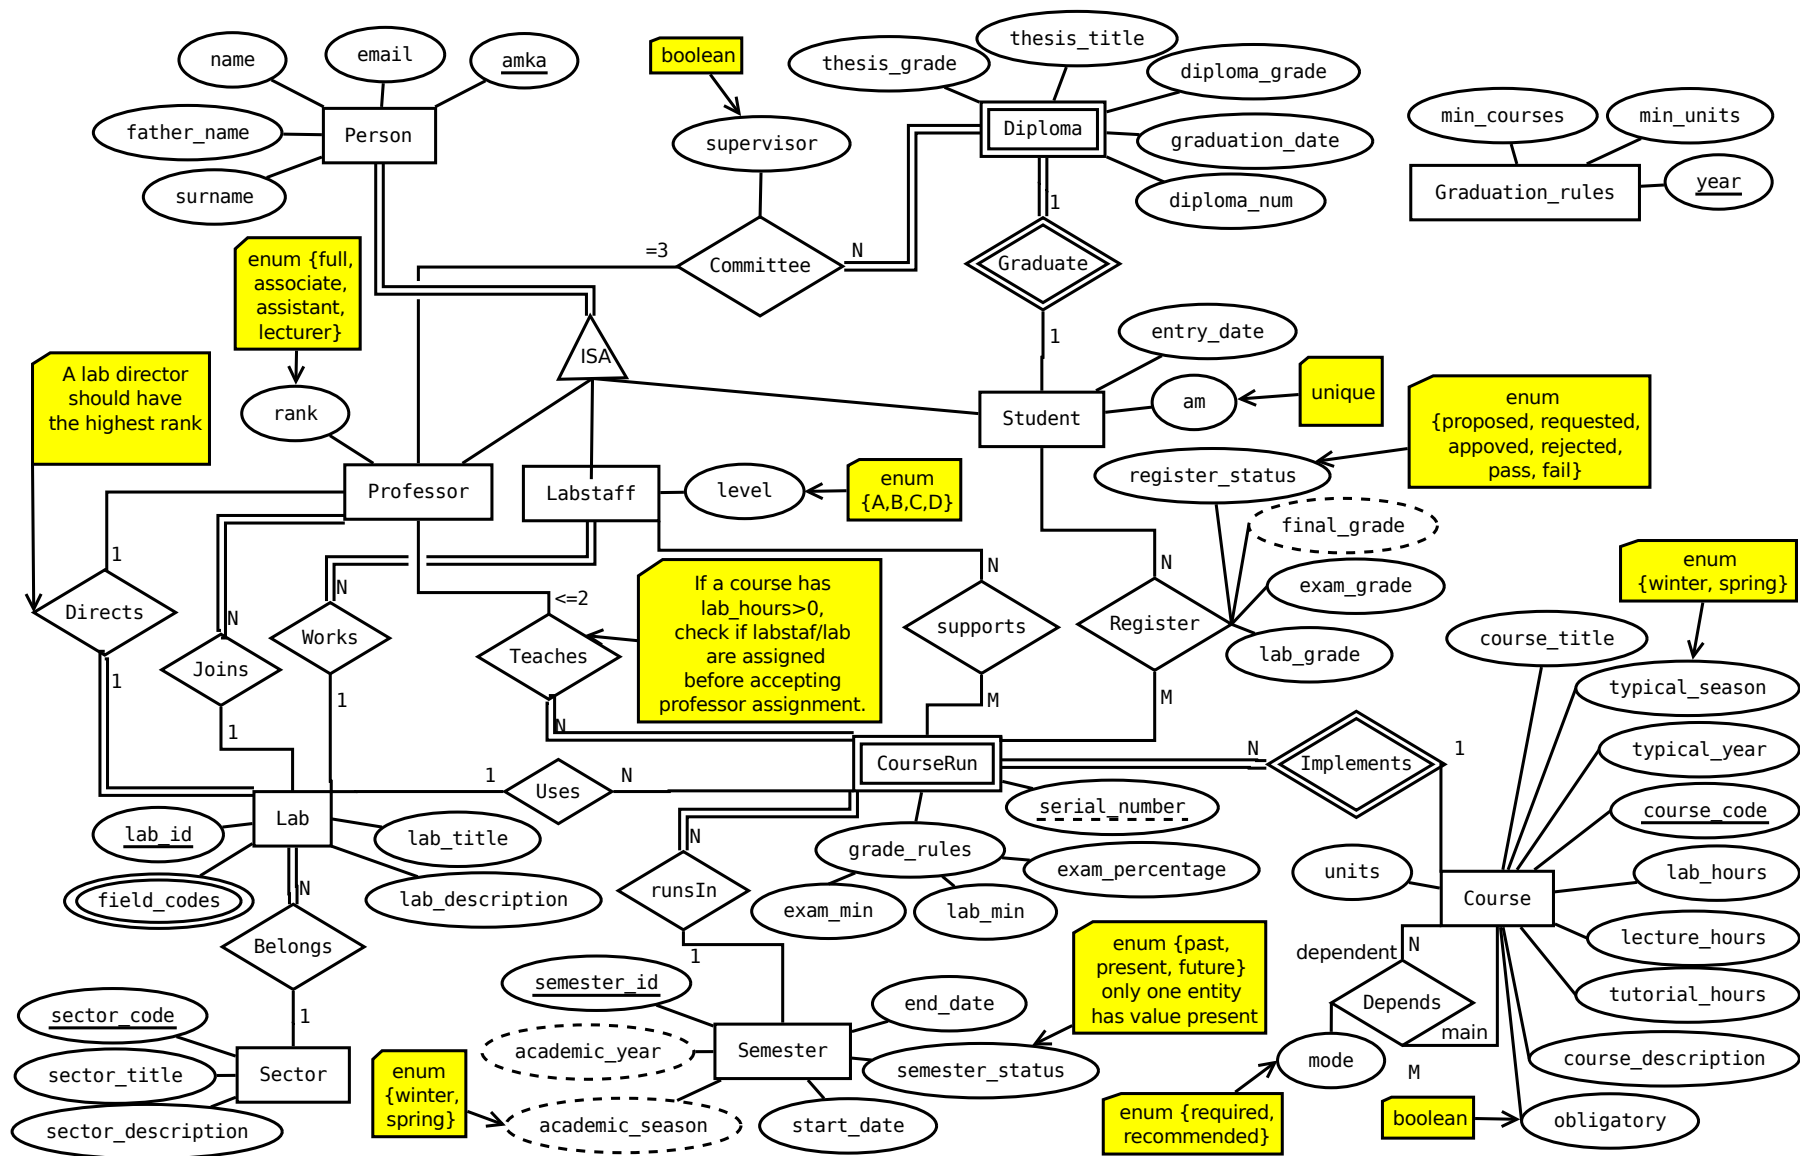 name
email
amka
boolean
thesis_grade
thesis_title
diploma_grade
father_name
Person
surname
supervisor
Diploma
graduation_date
diploma_num
min_courses
min_units
Graduation_rules
year
enum {full,
associate,
assistant,
lecturer}
=3
Committee
N
1
Graduate
1
ISA
entry_date
am
unique
A lab director
should have
the highest rank
rank
Student
enum
{proposed, requested,
appoved, rejected,
pass, fail}
register_status
Professor
Labstaff
level
enum
{A,B,C,D}
final_grade
exam_grade
lab_grade
enum
{winter, spring}
1
Directs
1
N
Joins
1
N
Works
1
<=2
Teaches
N
If a course has
lab_hours>0,
check if labstaf/lab
are assigned
before accepting
professor assignment.
N
supports
M
N
Register
M
course_title
typical_season
typical_year
course_code
lab_hours
lecture_hours
tutorial_hours
course_description
obligatory
units
Course
CourseRun
N
Implements
1
1
Uses
N
serial_number
grade_rules
exam_percentage
exam_min
lab_min
lab_id
Lab
lab_title
field_codes
lab_description
N
Belongs
1
N
runsIn
1
sector_code
sector_title
Sector
sector_description
semester_id
academic_year
Semester
end_date
semester_status
academic_season
start_date
enum
{winter,
spring}
enum {past,
present, future}
only one entity
has value present
dependent
N
Depends
main
mode
M
enum {required,
recommended}
boolean